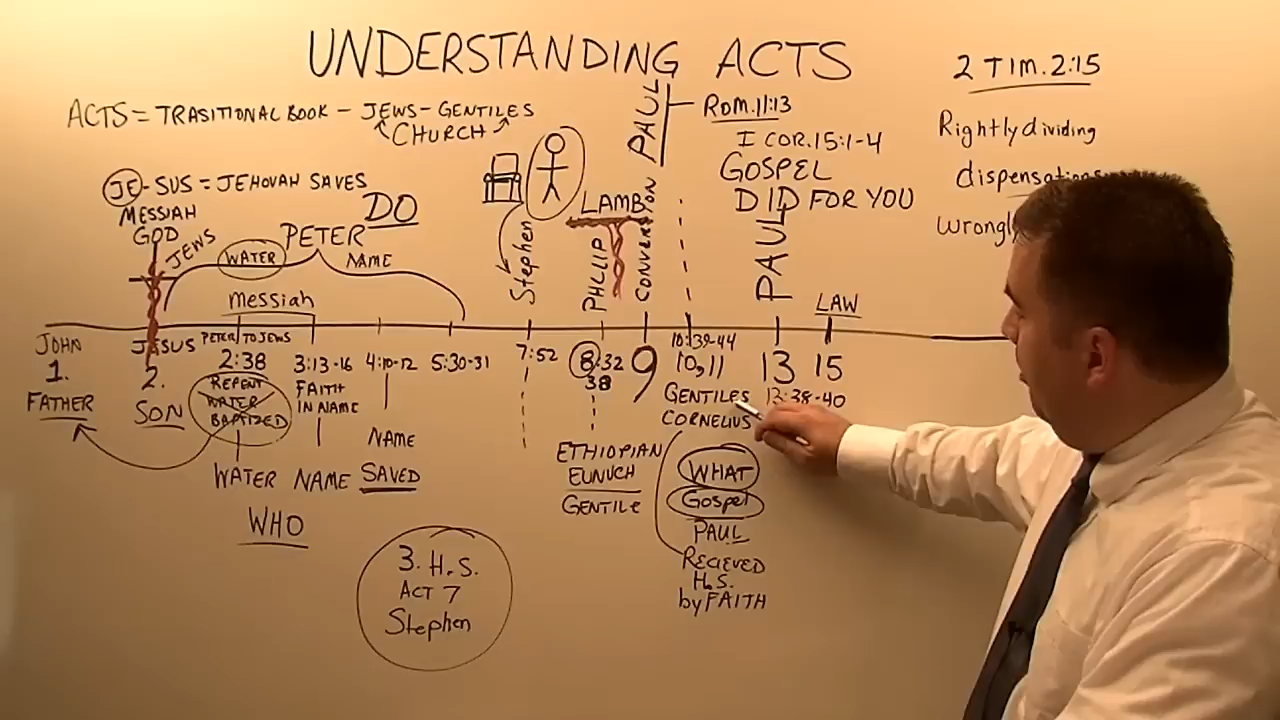 UNDERSTANDING ACTS
2 TIM. 2:15
ACTS = TRASITIONAL BOOK - JEWS - GENTILES
CHURCH
PAUL
Rom. 11:13
I COR. 15:1-4
GOSPEL
DID FOR YOU
Rightly dividing
dispensations
wrongly
JE-SUS = JEHOVAH SAVES
MESSIAH
GOD
JEWS
DO
PETER
WATER
NAME
Messiah
Stephen
LAMB
PHLIP
CONVERSION
PAUL
LAW
JOHN
1.
FATHER
JESUS
2.
SON
PETER TO JEWS
2:38
REPENT
WATER
BAPTIZED
WATER
3:13-16
FAITH
IN NAME
NAME
4:10-12
NAME
SAVED
5:30-31
WHO
7:52
8:32
38
ETHIOPIAN
EUNUCH
GENTILE
9
10:39-44
10,11
GENTILES
CORNELIUS
WHAT
Gospel
PAUL
RECIEVED
H.S.
by FAITH
13
13:38-40
15
3. H.S.
ACT 7
Stephen